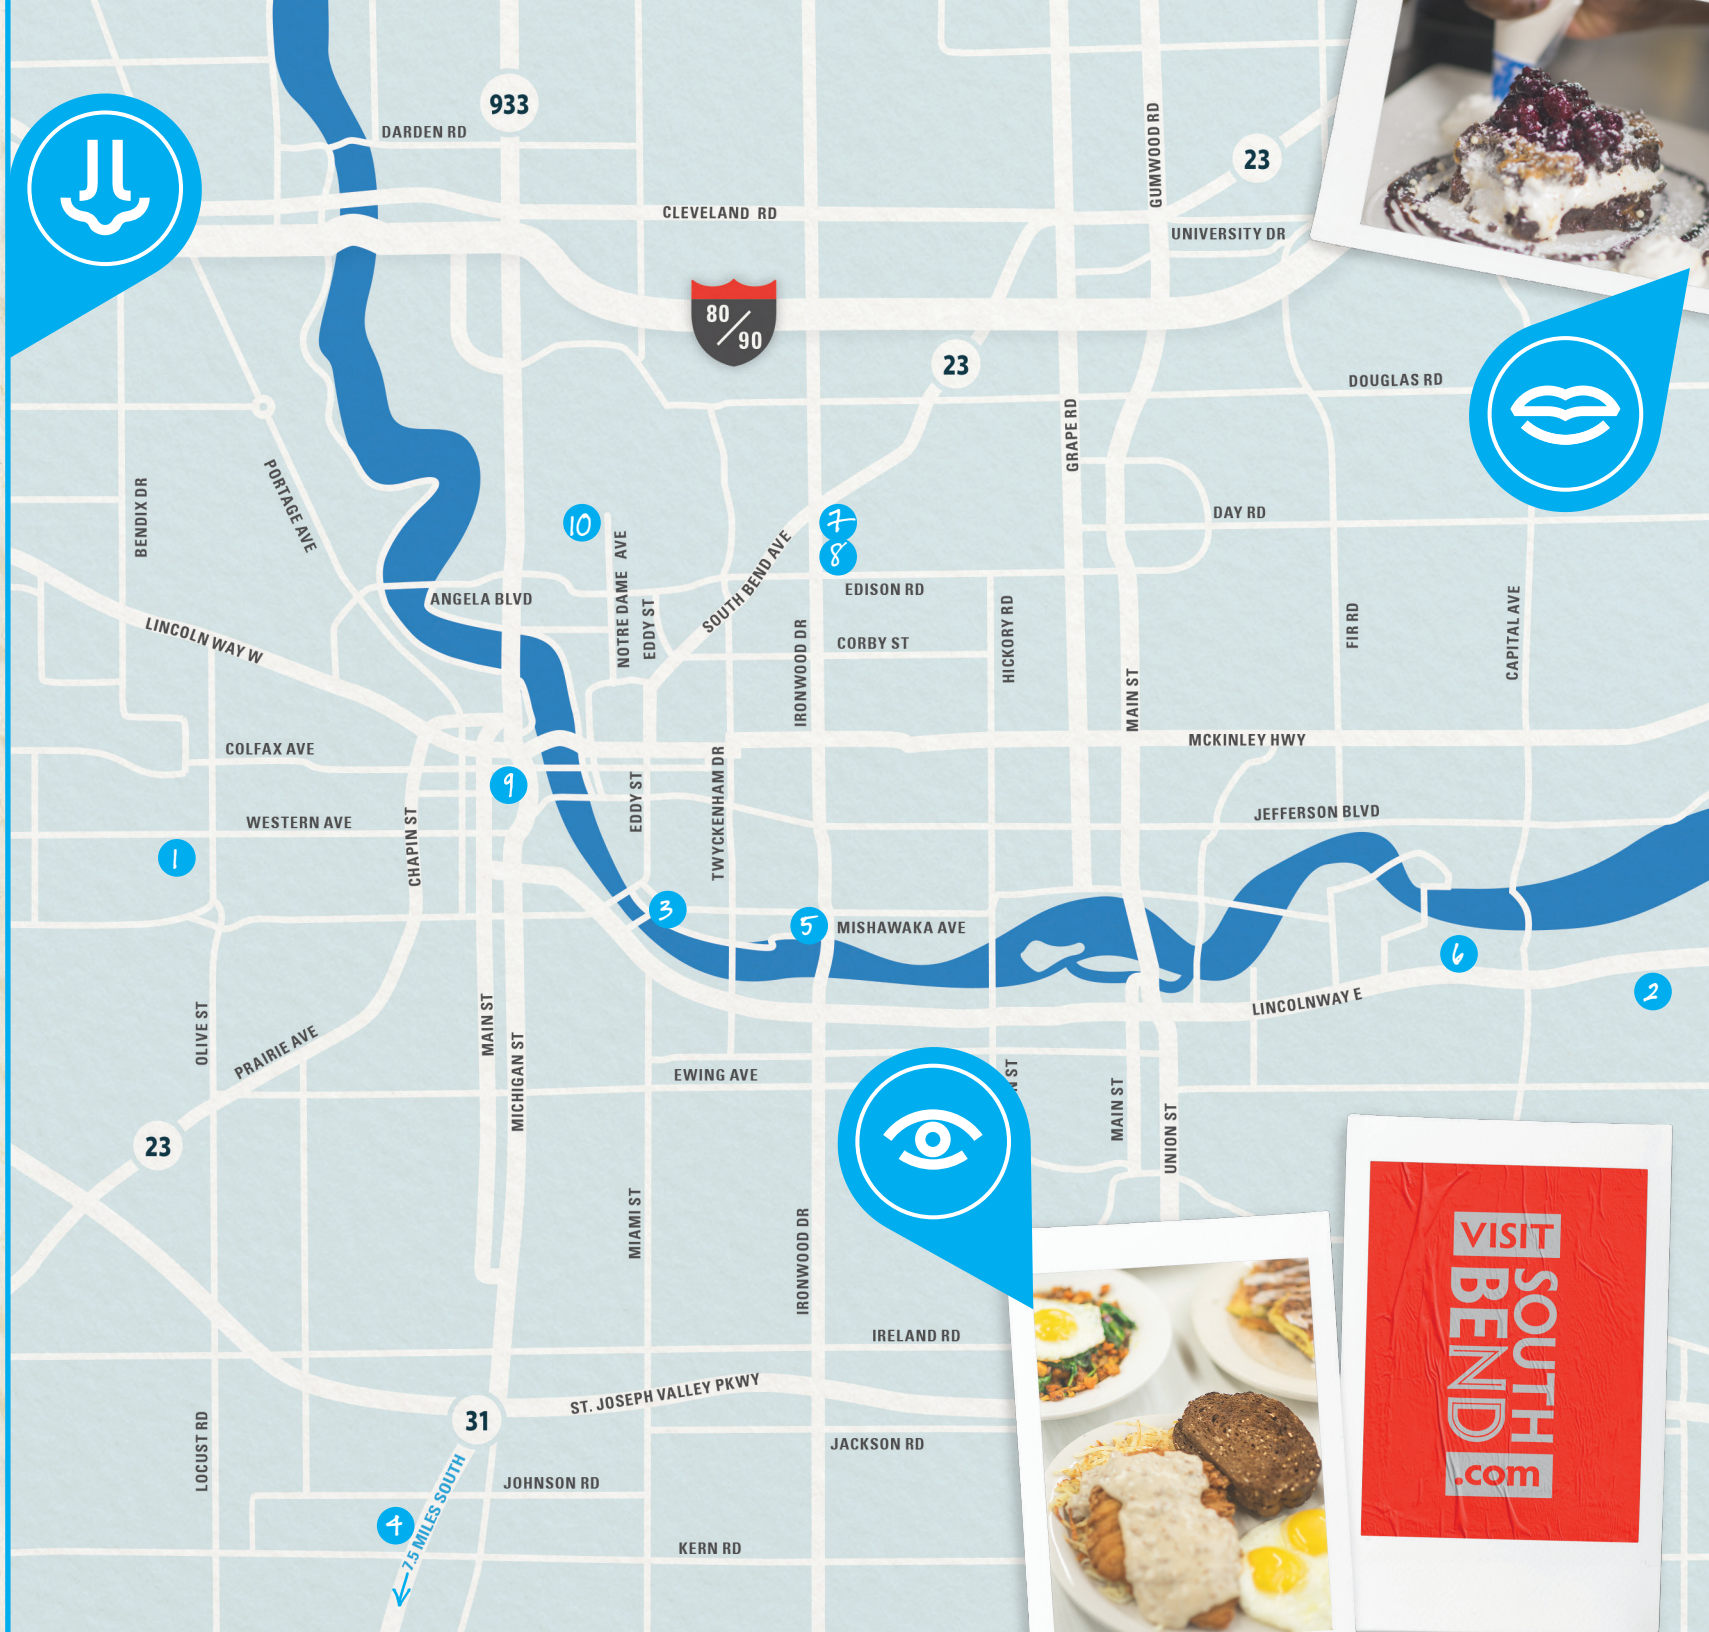 933
DARDEN RD
GUMWOOD RD
23
CLEVELAND RD
UNIVERSITY DR
80/90
23
DOUGLAS RD
GRAPE RD
PORTAGE AVE
BENDIX DR
10
7
DAY RD
8
NOTRE DAME AVE
SOUTH BEND AVE
EDISON RD
ANGELA BLVD
EDDY ST
HICKORY RD
FIR RD
CAPITAL AVE
LINCOLN WAY W
IRONWOOD DR
CORBY ST
MAIN ST
COLFAX AVE
MCKINLEY HWY
9
EDDY ST
TWYCKENHAM DR
WESTERN AVE
CHAPIN ST
JEFFERSON BLVD
1
3
5
MISHAWAKA AVE
6
2
LINCOLNWAY E
OLIVE ST
PRAIRIE AVE
MAIN ST
MICHIGAN ST
EWING AVE
ST
MAIN ST
UNION ST
23
MIAMI ST
IRONWOOD DR
VISIT
SOUTH
BEND
.com
IRELAND RD
ST. JOSEPH VALLEY PKWY
31
LOCUST RD
JACKSON RD
7.5 MILES SOUTH
JOHNSON RD
4
KERN RD